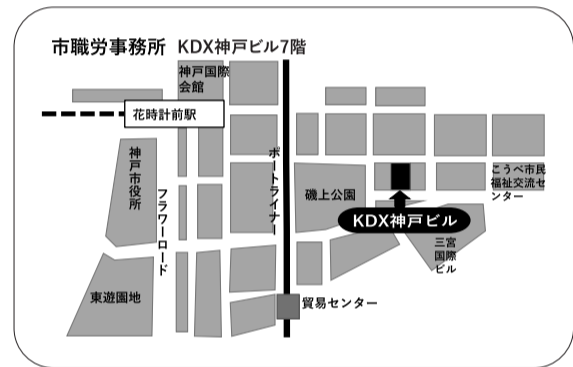 市職労事務所 KDX神戸ビル7階
神戸国際
会館
花時計前駅
神戸市役所
フラワーロード
ポートライナー
磯上公園
こうべ市民
福祉交流セ
ンター
KDX神戸ビル
三宮
国際
ビル
東遊園地
貿易センター